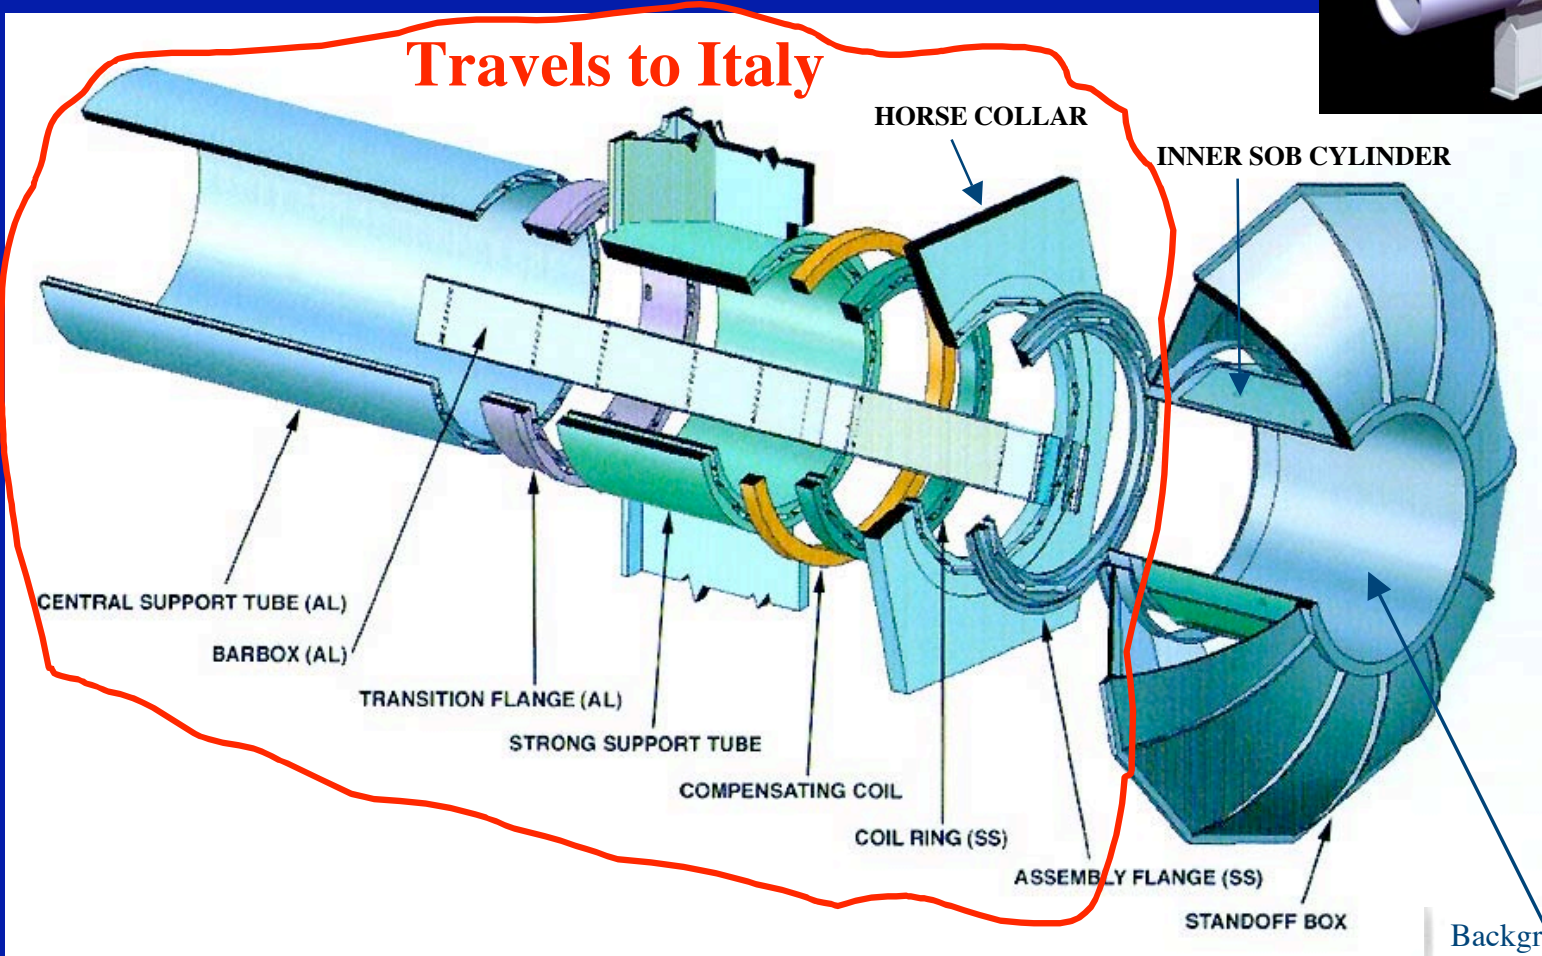 Travels to Italy
HORSE COLLAR
INNER SOB CYLINDER
CENTRAL SUPPORT TUBE (AL)
BARBOX (AL)
TRANSITION FLANGE (AL)
STRONG SUPPORT TUBE
COMPENSATING COIL
COIL RING (SS)
ASSEMBLY FLANGE (SS)
STANDOFF BOX
Backgr